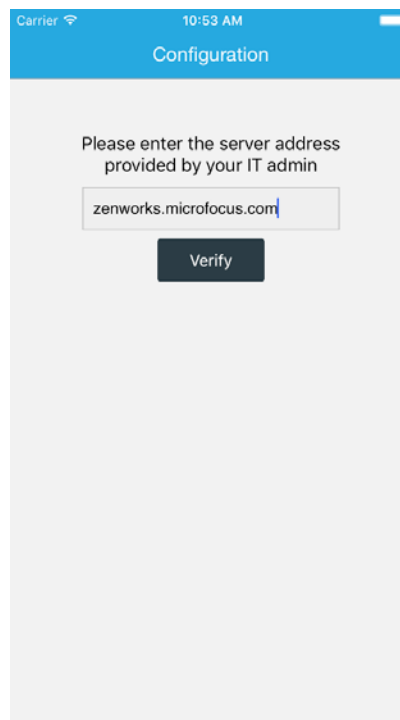 Carrier 10:53 AM
Configuration
Please enter the server address
provided by your IT admin
zenworks.microfocus.com
Verify